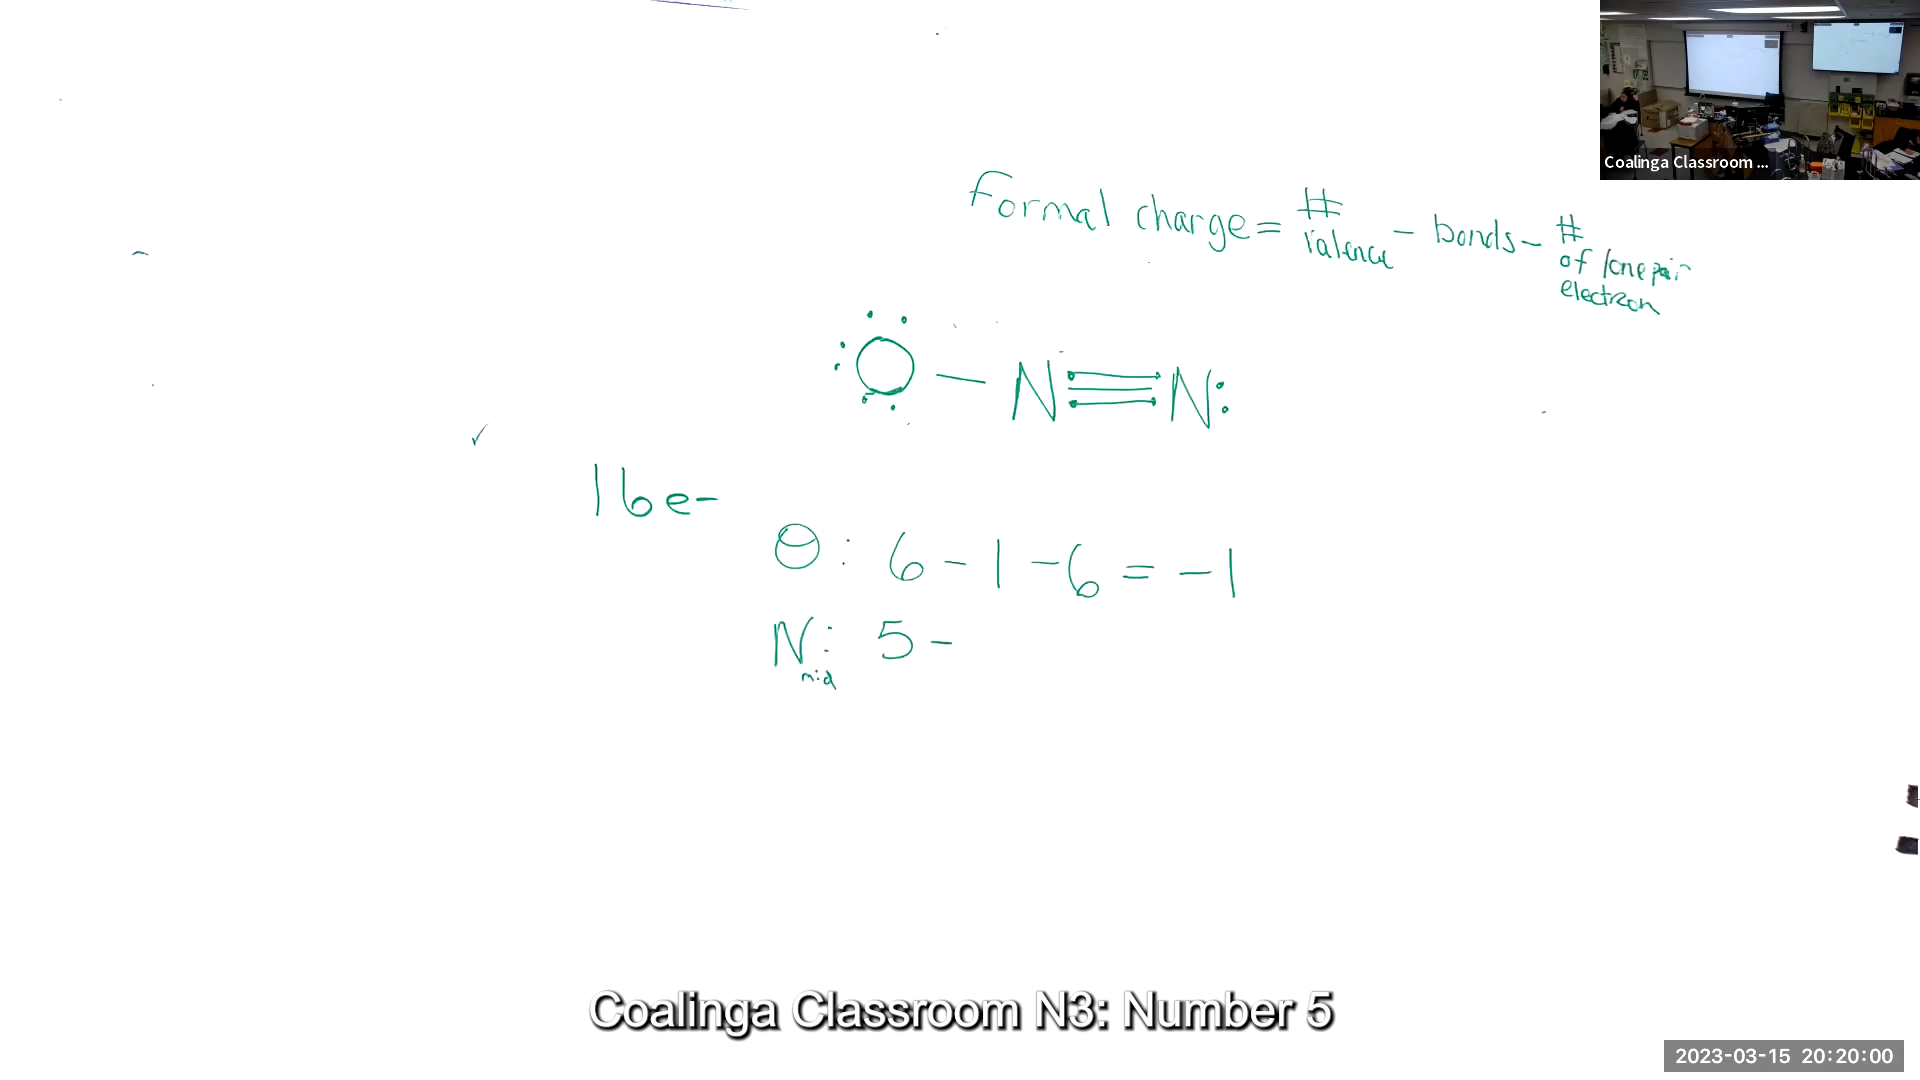 Coalinga Classroom ...
Formal charge = # valence - bonds - # of lone pair electron
O - N ≡ N:
16e-
O: 6 - 1 - 6 = -1
N: 5 -
mid
Coalinga Classroom N3: Number 5
2023-03-15 20:20:00